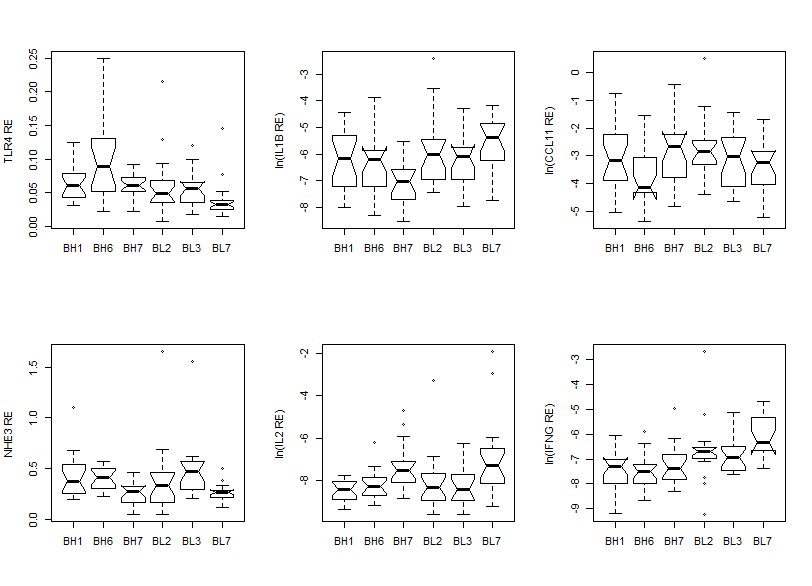 TLR4 RE
0.00 0.05 0.10 0.15 0.20 0.25
BH1 BH6 BH7 BL2 BL3 BL7
ln(IL1B RE)
-8 -7 -6 -5 -4 -3
BH1 BH6 BH7 BL2 BL3 BL7
ln(CCL11 RE)
-5 -4 -3 -2 -1 0
BH1 BH6 BH7 BL2 BL3 BL7
NHE3 RE
0.0 0.5 1.0 1.5
BH1 BH6 BH7 BL2 BL3 BL7
ln(IL2 RE)
-8 -6 -4 -2
BH1 BH6 BH7 BL2 BL3 BL7
ln(IFNG RE)
-9 -8 -7 -6 -5 -4 -3
BH1 BH6 BH7 BL2 BL3 BL7